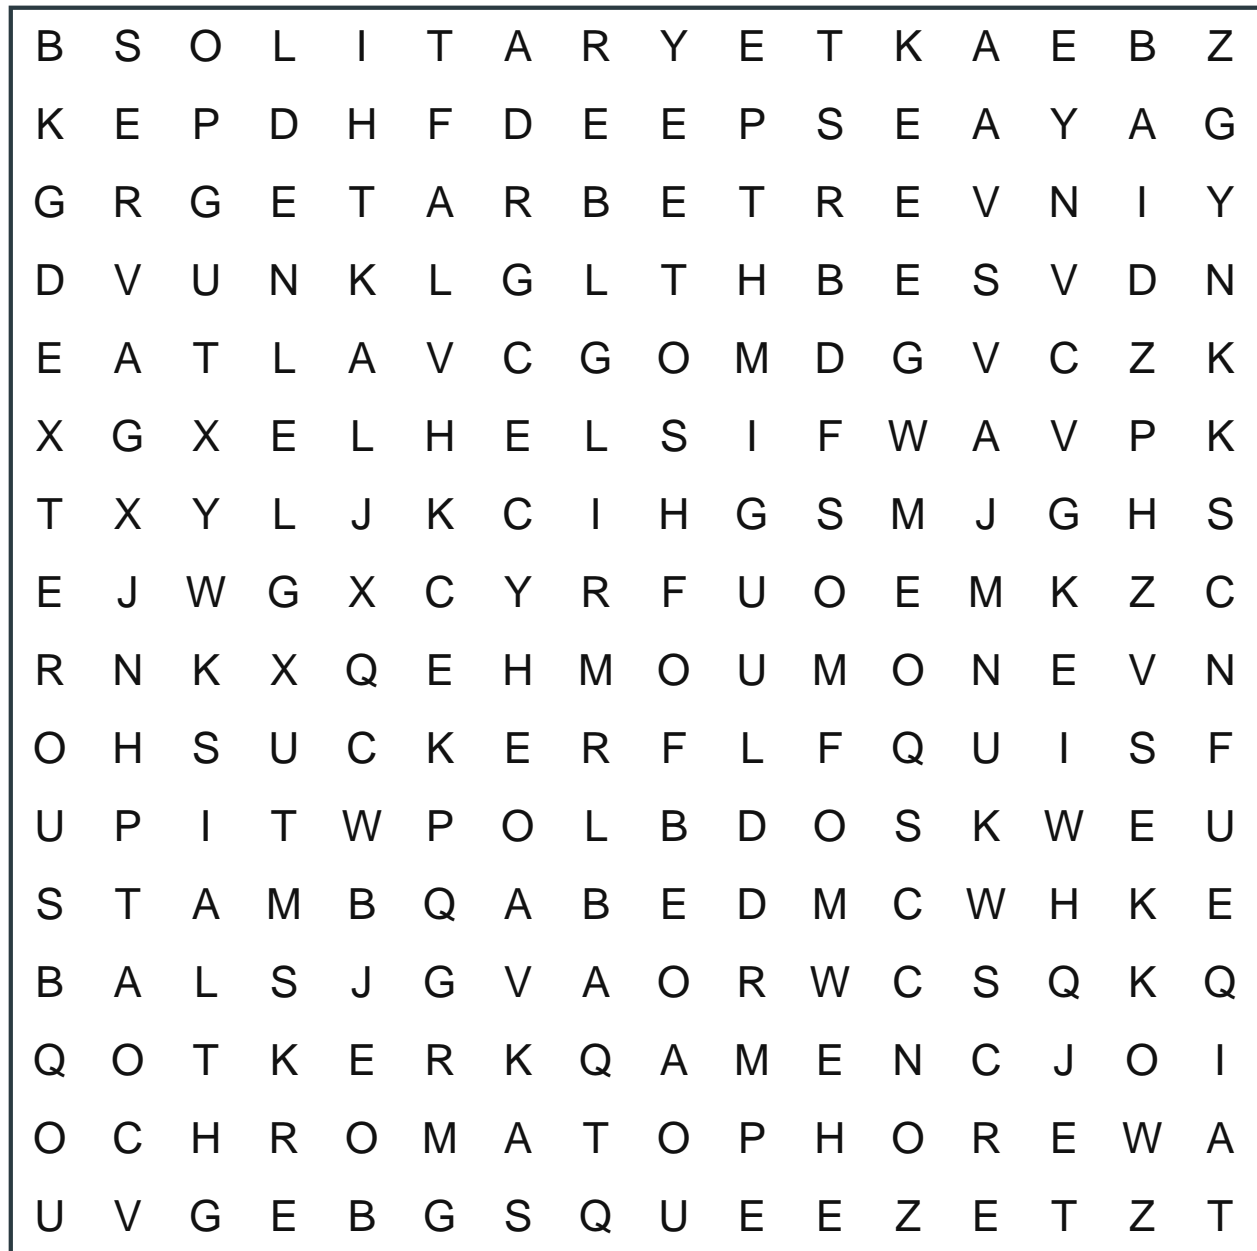 B S O L I T A R Y E T K A E B Z
K E P D H F D E E P S E A Y A G
G R G E T A R B E T R E V N I Y
D V U N K L G L T H B E S V D N
E A T L A V C G O M D G V C Z K
X G X E L H E L S I F W A V P K
T X Y L J K C I H G S M J G H S
E J W G X C Y R F U O E M K Z C
R N K X Q E H M O U M O N E V N
O H S U C K E R F L F Q U I S F
U P I T W P O L B D O S K W E U
S T A M B Q A B E D M C W H K E
B A L S J G V A O R W C S Q K Q
Q O T K E R K Q A M E N C J O I
O C H R O M A T O P H O R E W A
U V G E B G S Q U E E Z E T Z T